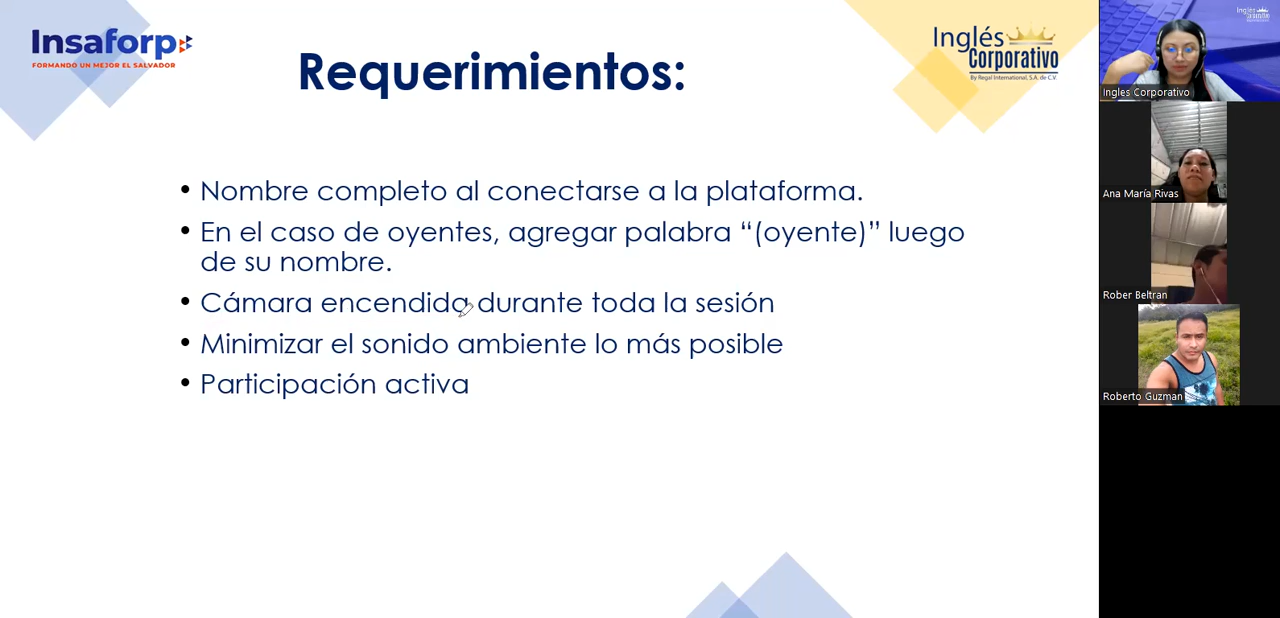 Insaforp
FORMANDO UN MEJOR EL SALVADOR
Requerimientos:
Inglés
Corporativo
By Regal International, S.A. de C.V.
• Nombre completo al conectarse a la plataforma.
• En el caso de oyentes, agregar palabra “(oyente)” luego
de su nombre.
• Cámara encendida durante toda la sesión
• Minimizar el sonido ambiente lo más posible
• Participación activa
Ingles Corporativo
Ana María Rivas
Rober Beltran
Roberto Guzman